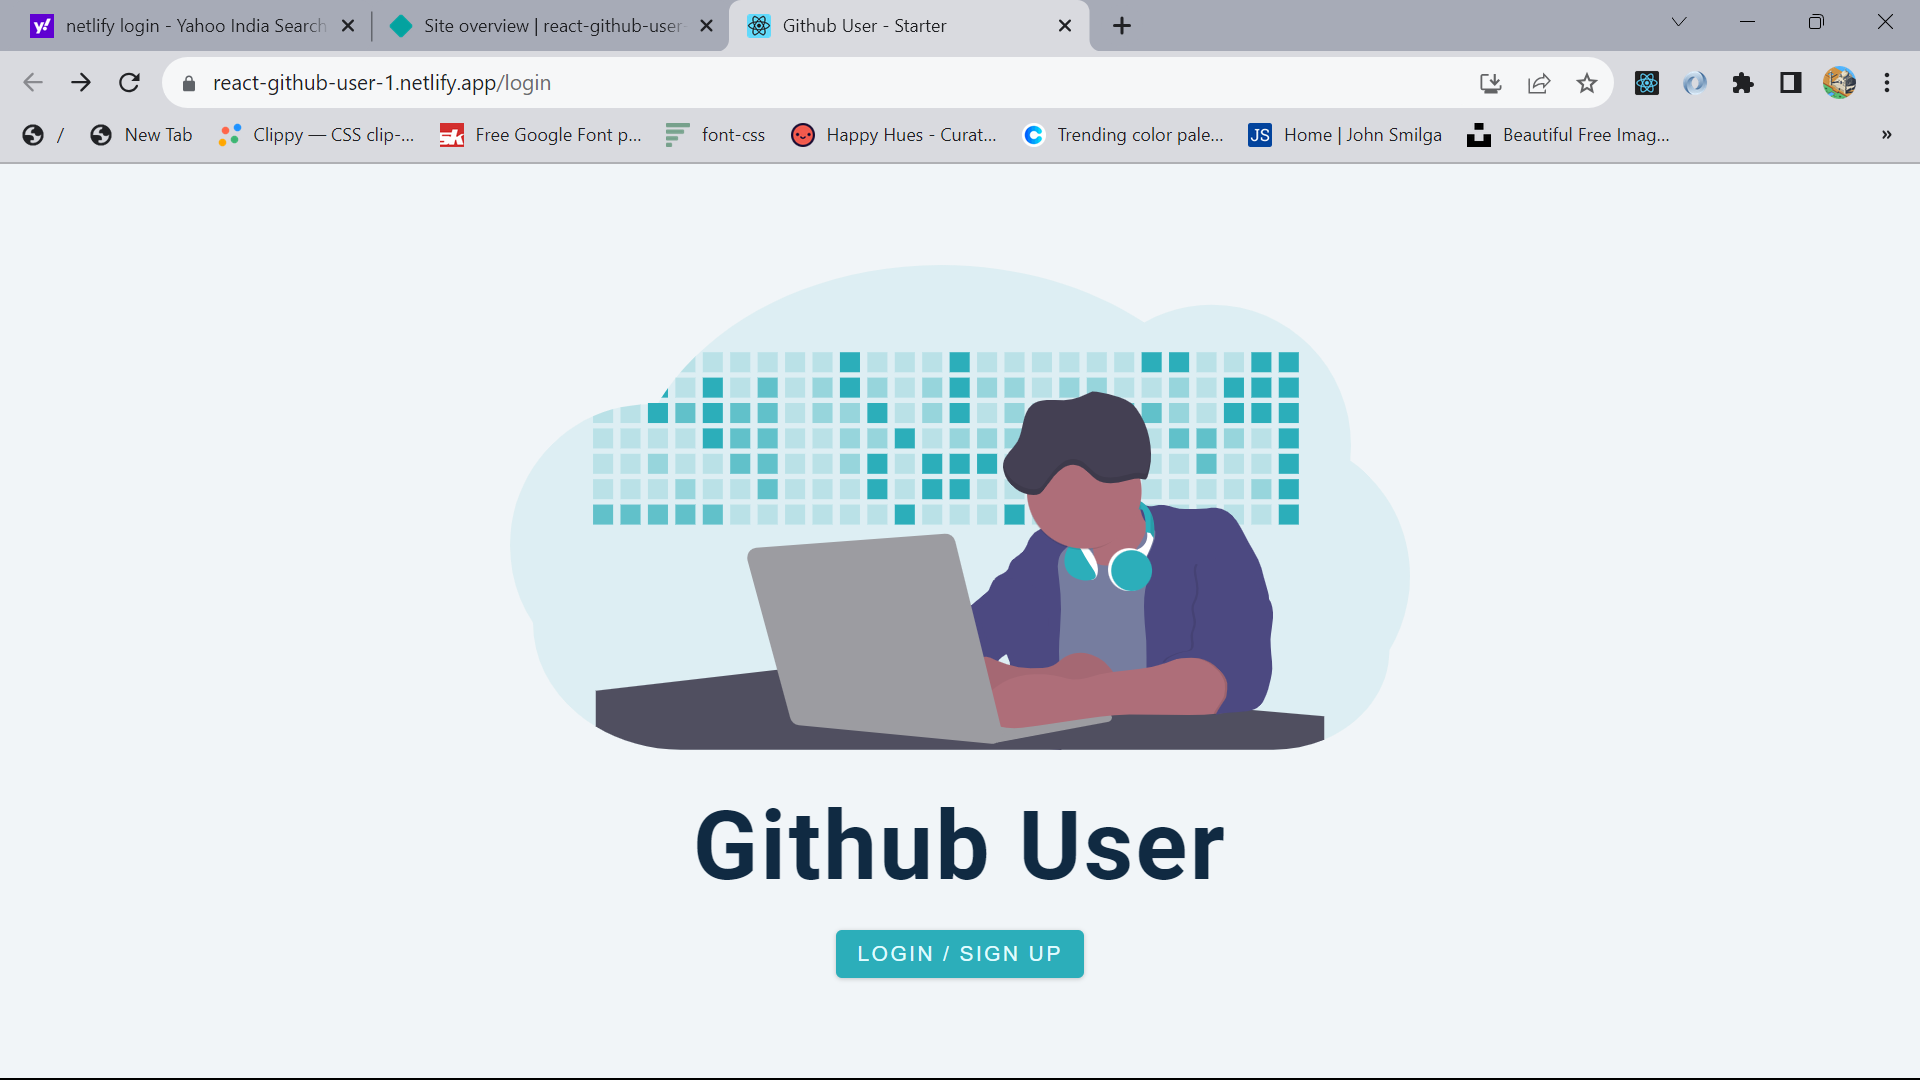 netlify login - Yahoo India Search
Site overview | react-github-user-
Github User - Starter
react-github-user-1.netlify.app/login
/
New Tab
Clippy — CSS clip-...
Free Google Font p...
font-css
Happy Hues - Curat...
Trending color pale...
JS Home | John Smilga
Beautiful Free Imag...
»
Github User
LOGIN / SIGN UP